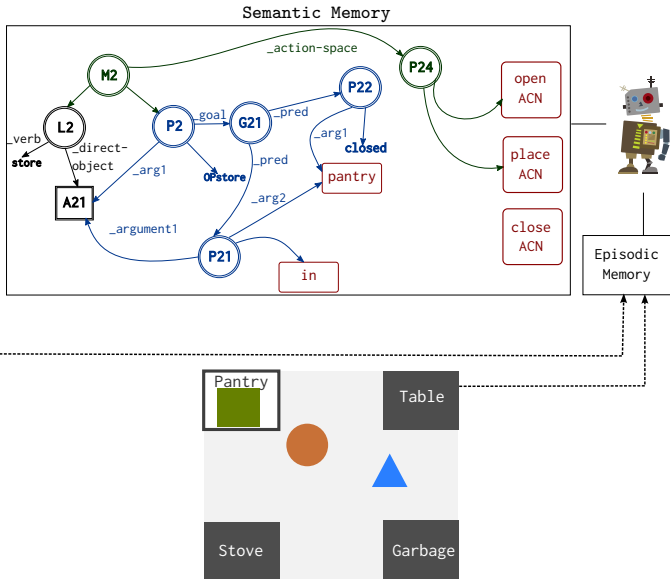 Semantic Memory
_action-space
M2
P24
P22
open
ACN
_goal
_pred
L2
P2
G21
_arg1
_verb
store
_direct-
object
closed
_pred
place
ACN
_arg1
OPstore
pantry
A21
_arg2
_argument1
close
ACN
P21
in
Episodic
Memory
Pantry
Table
Stove
Garbage